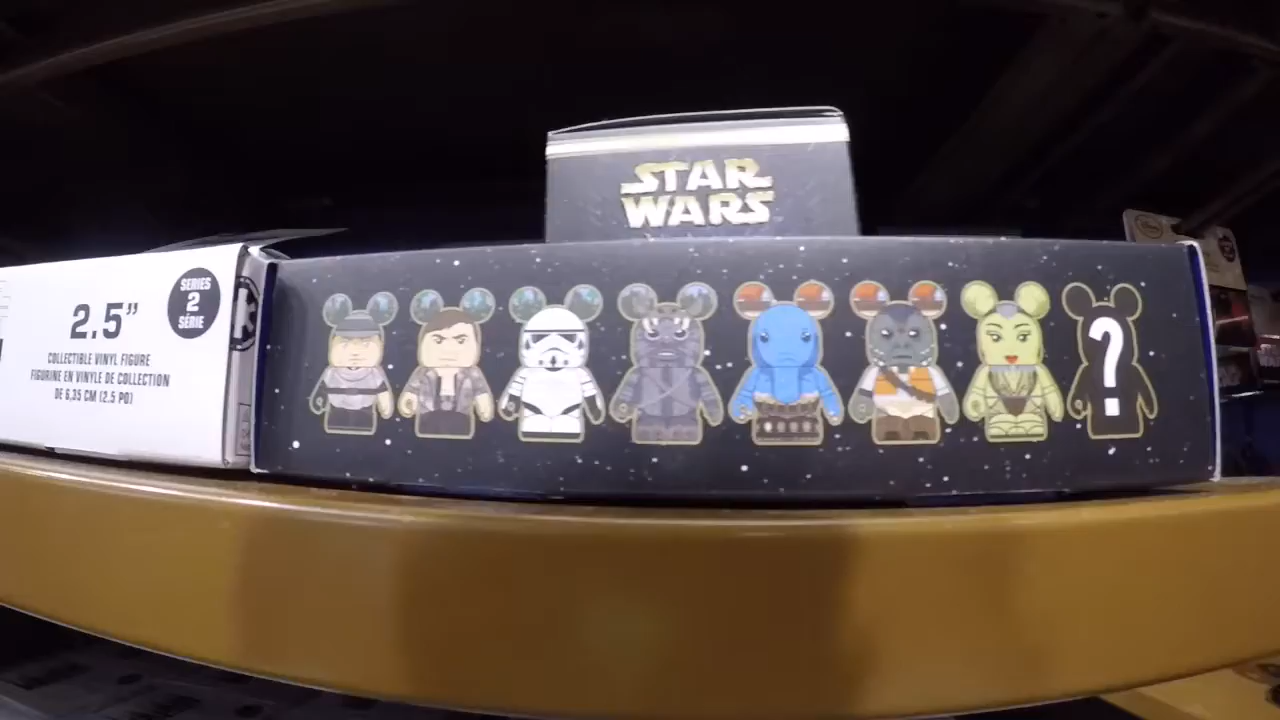 STAR
WARS
2.5”
COLLECTIBLE VINYL FIGURE
FIGURINE EN VINYLE DE COLLECTION
DE 6,35 CM (2.5 PO)
SERIES
2
SÉRIE
?